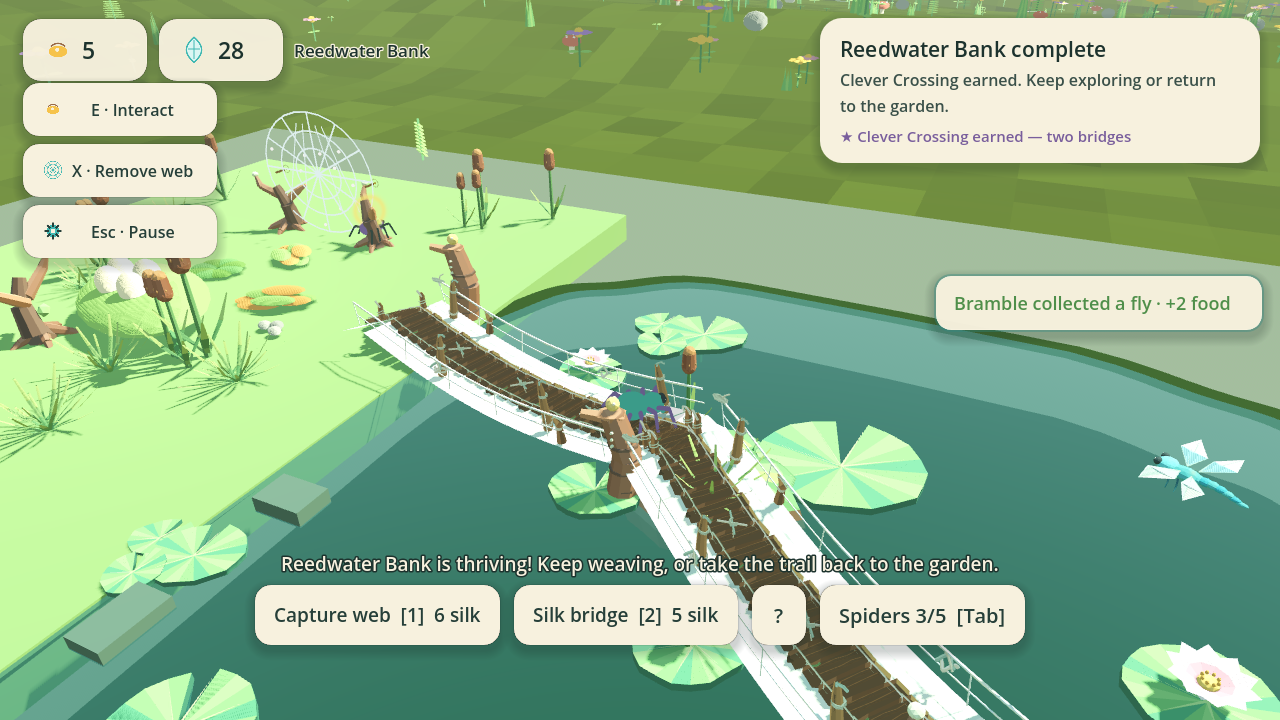 5
28
Reedwater Bank
E · Interact
X · Remove web
Esc · Pause
Reedwater Bank complete
Clever Crossing earned. Keep exploring or return
to the garden.
★ Clever Crossing earned — two bridges
Bramble collected a fly · +2 food
Reedwater Bank is thriving! Keep weaving, or take the trail back to the garden.
Capture web [1] 6 silk
Silk bridge [2] 5 silk
?
Spiders 3/5 [Tab]